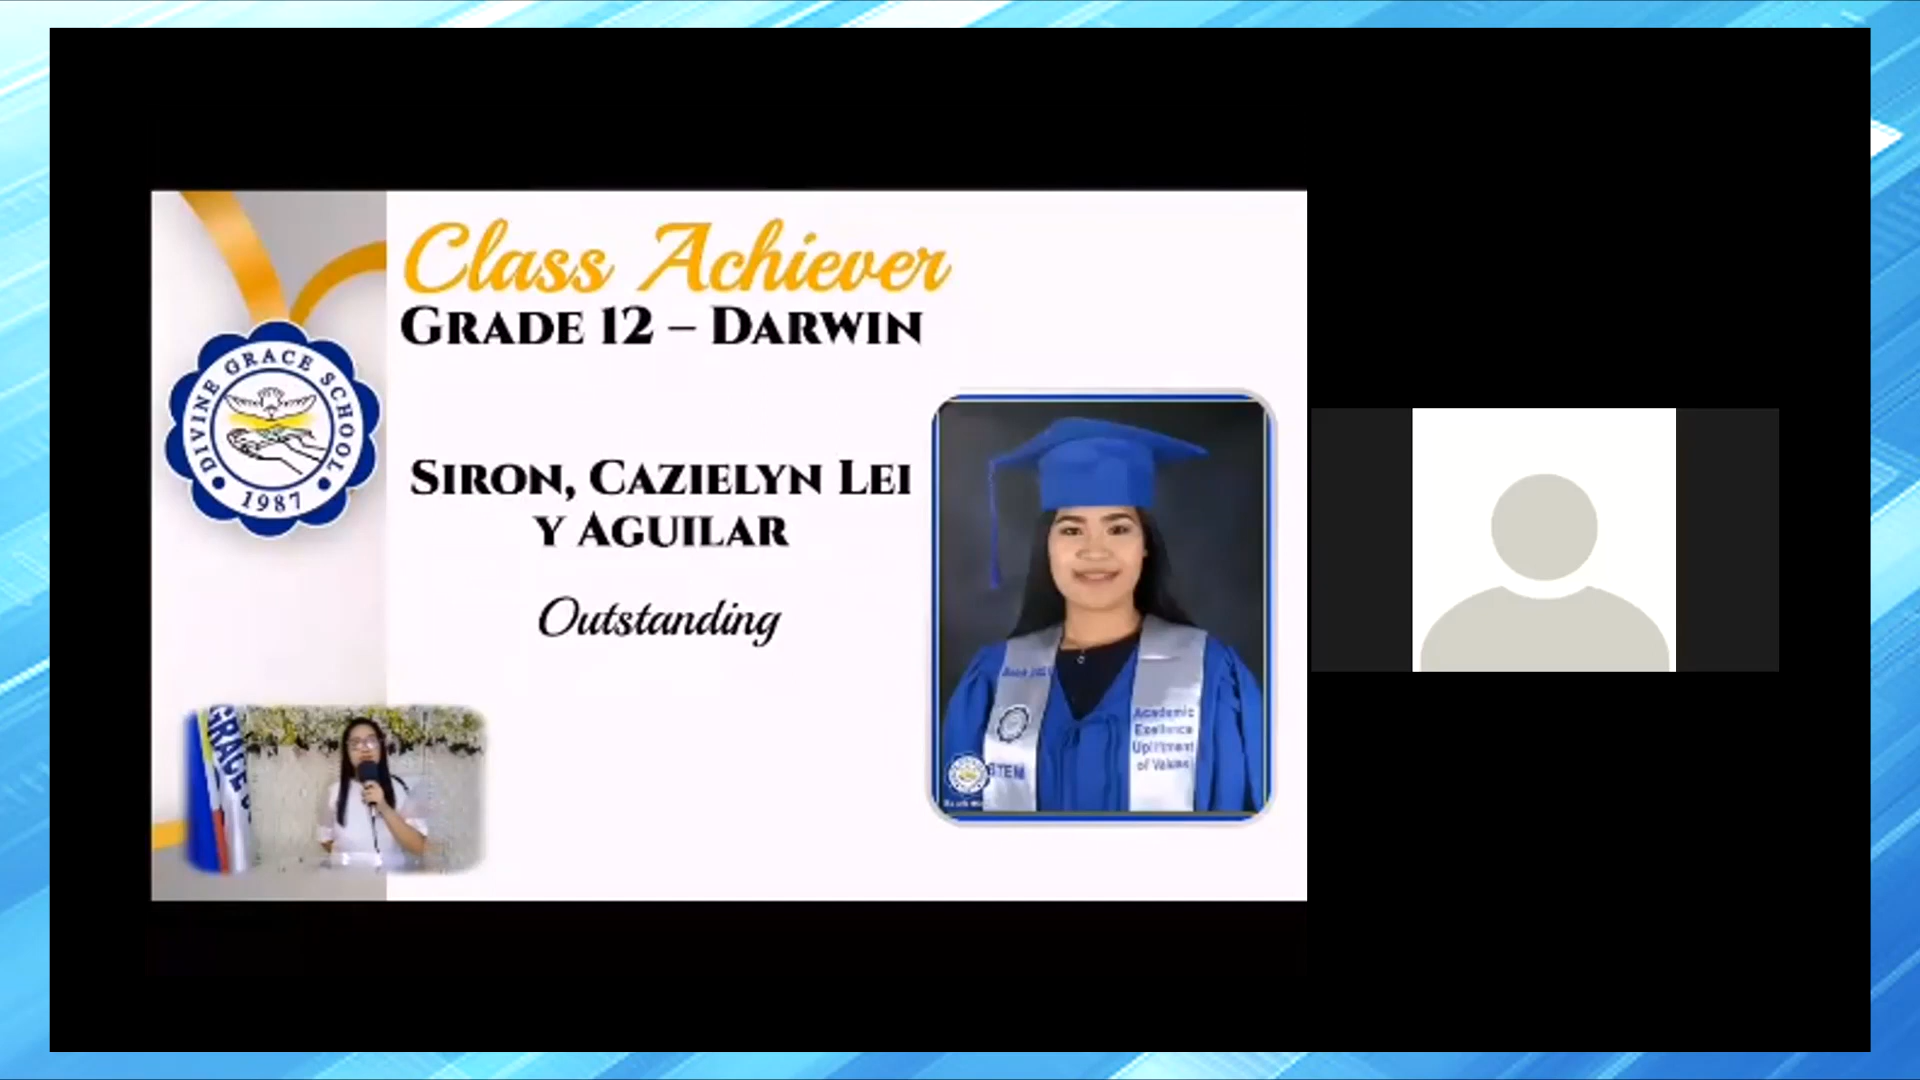 Class Achiever
GRADE 12 – DARWIN
DIVINE GRACE SCHOOL
1987
SIRON, CAZIELYN LEI
Y AGUILAR
Outstanding
Academic
Excellence
Upliftment
of Values
STEM
GRACE